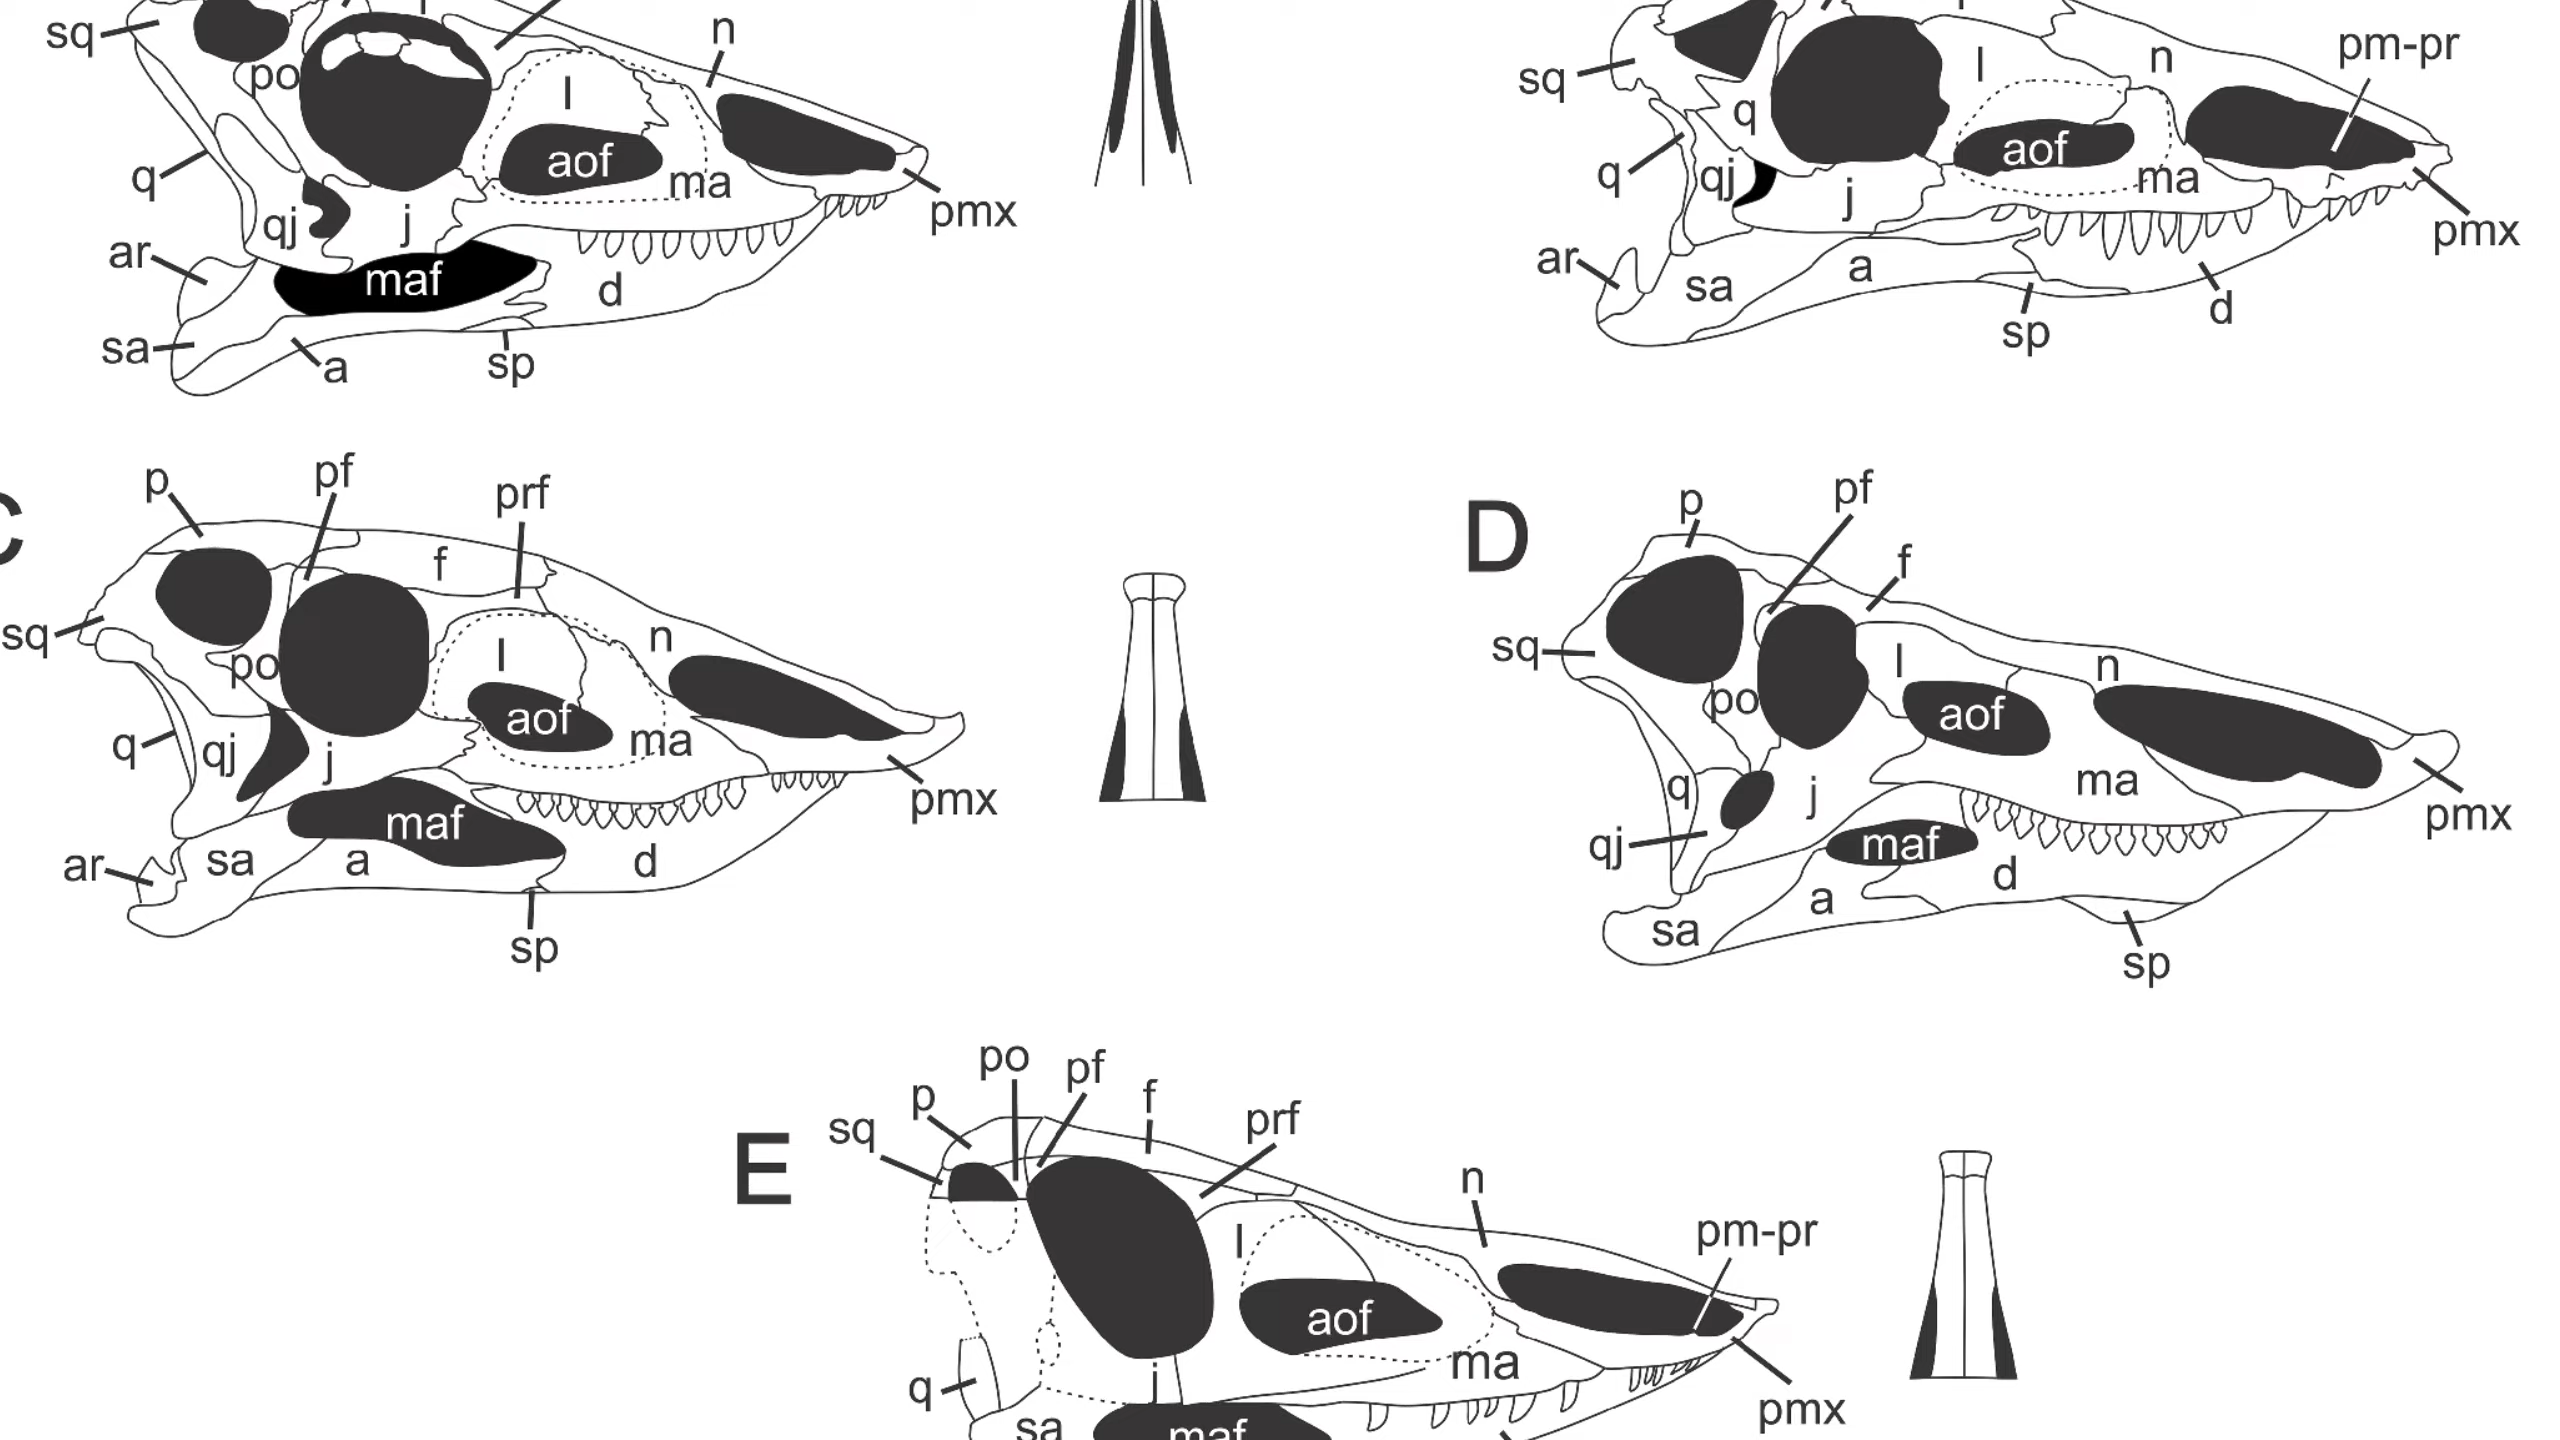 sq
po
l
n
aof
ma
pmx
q
qj
j
ar
maf
d
sa
a
sp
sq
l
n
pm-pr
q
aof
ma
q
qj
j
pmx
ar
sa
a
sp
d
C
p
pf
prf
f
sq
po
l
n
aof
ma
q
qj
j
pmx
maf
ar
sa
a
d
sp
D
p
pf
f
sq
po
l
n
aof
ma
q
j
pmx
qj
maf
a
d
sa
sp
E
po
pf
p
f
sq
prf
n
l
pm-pr
aof
ma
q
j
pmx
sa
maf